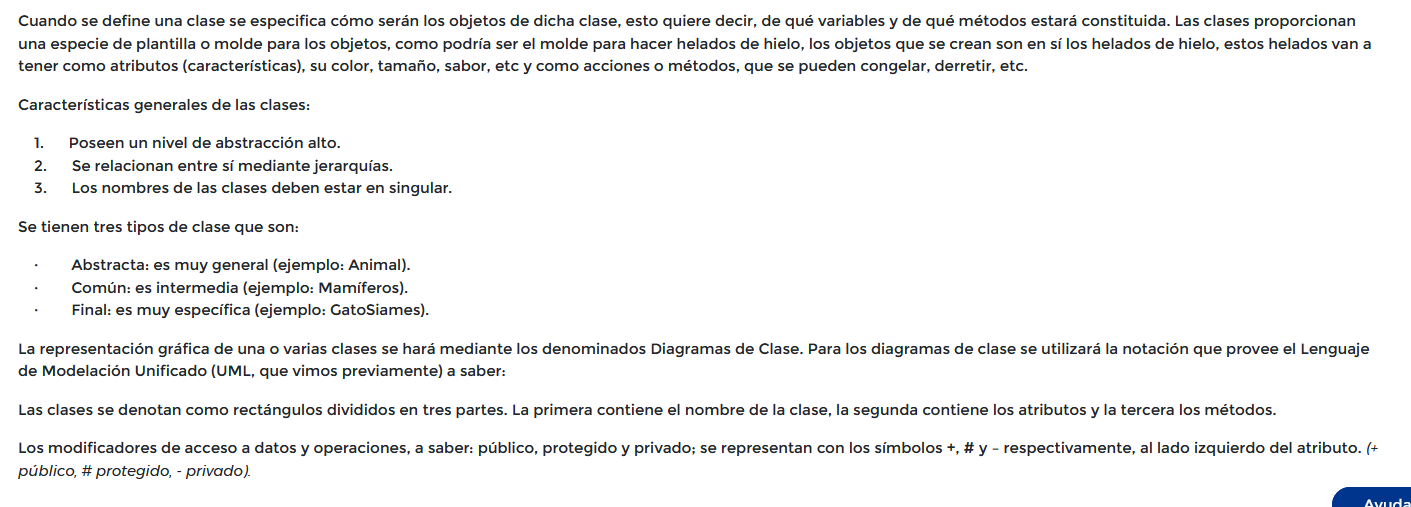 Cuando se define una clase se especifica cómo serán los objetos de dicha clase, esto quiere decir, de qué variables y de qué métodos estará constituida. Las clases proporcionan
una especie de plantilla o molde para los objetos, como podría ser el molde para hacer helados de hielo, los objetos que se crean son en sí los helados de hielo, estos helados van a
tener como atributos (características), su color, tamaño, sabor, etc y como acciones o métodos, que se pueden congelar, derretir, etc.
Características generales de las clases:
1. Poseen un nivel de abstracción alto.
2. Se relacionan entre sí mediante jerarquías.
3. Los nombres de las clases deben estar en singular.
Se tienen tres tipos de clase que son:
· Abstracta: es muy general (ejemplo: Animal).
· Común: es intermedia (ejemplo: Mamíferos).
· Final: es muy específica (ejemplo: GatoSiames).
La representación gráfica de una o varias clases se hará mediante los denominados Diagramas de Clase. Para los diagramas de clase se utilizará la notación que provee el Lenguaje
de Modelación Unificado (UML, que vimos previamente) a saber:
Las clases se denotan como rectángulos divididos en tres partes. La primera contiene el nombre de la clase, la segunda contiene los atributos y la tercera los métodos.
Los modificadores de acceso a datos y operaciones, a saber: público, protegido y privado; se representan con los símbolos +, # y – respectivamente, al lado izquierdo del atributo. (+
público, # protegido, - privado).
Ayuda